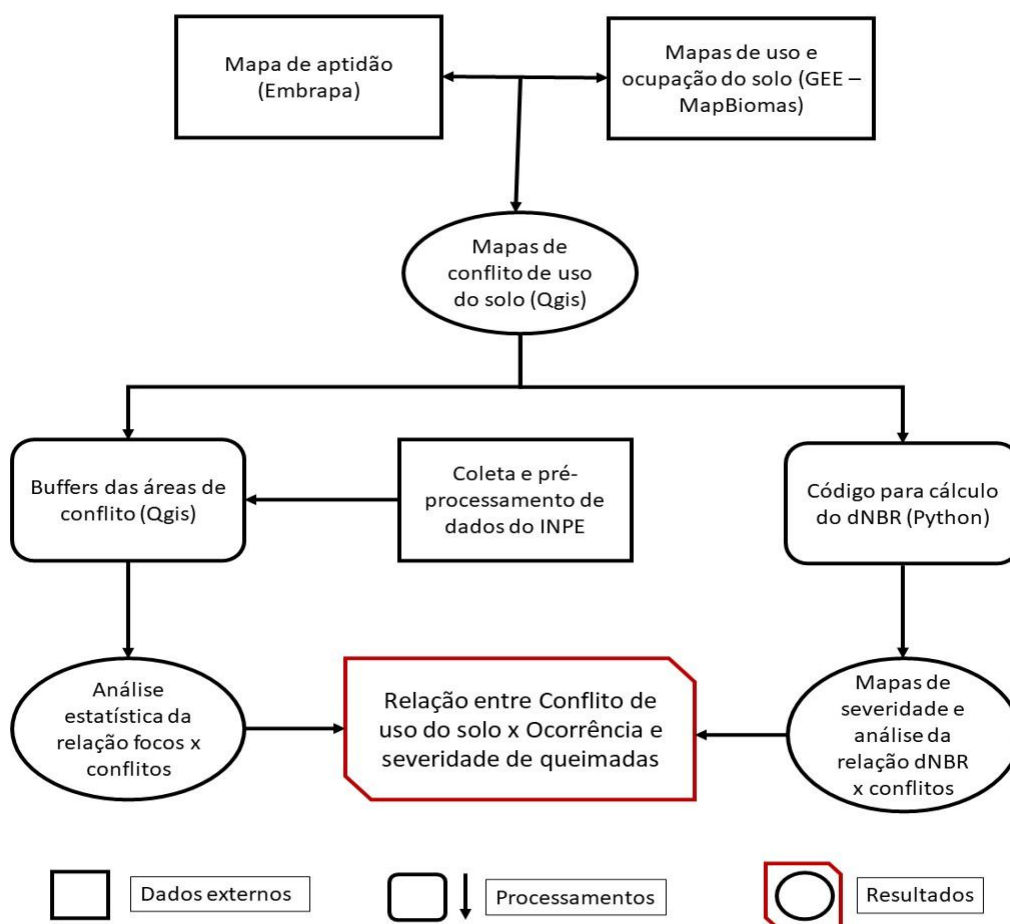 Mapa de aptidão
(Embrapa)
Mapas de uso e
ocupação do solo (GEE –
MapBiomas)
Mapas de
conflito de uso
do solo (Qgis)
Buffers das áreas de
conflito (Qgis)
Coleta e pré-
processamento de
dados do INPE
Código para cálculo
do dNBR (Python)
Análise
estatística da
relação focos x
conflitos
Relação entre Conflito de
uso do solo x Ocorrência e
severidade de queimadas
Mapas de
severidade e
análise da
relação dNBR
x conflitos
Dados externos
Processamentos
Resultados